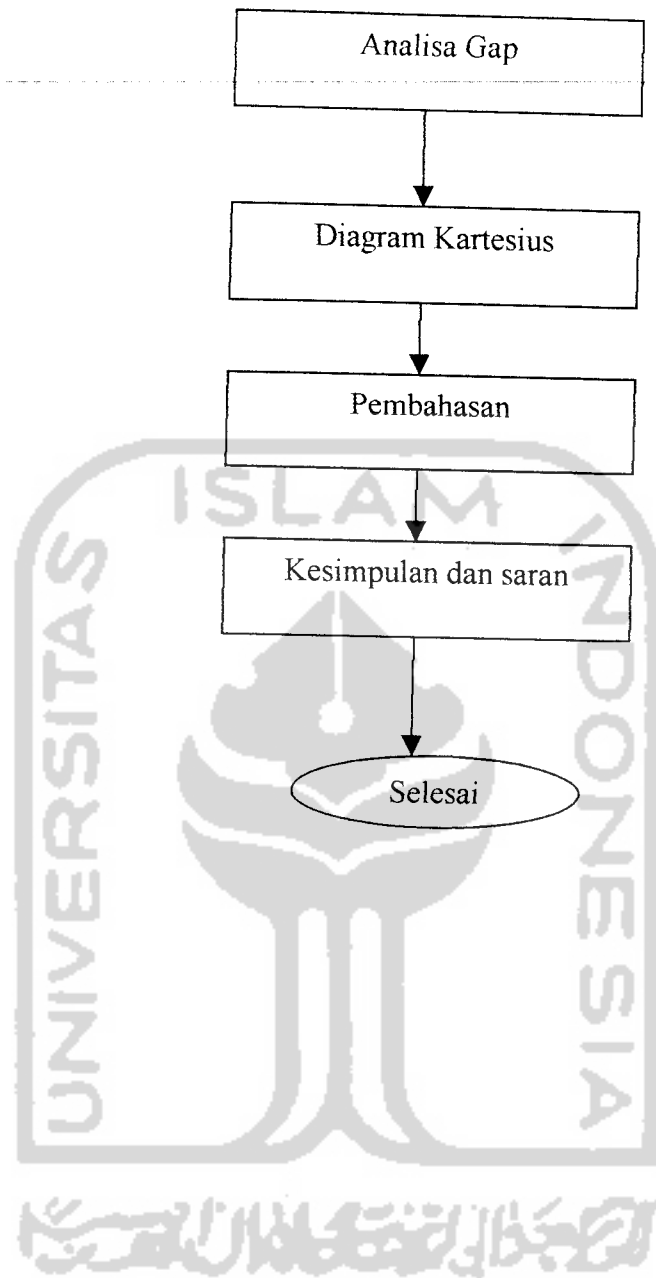 Analisa Gap
Diagram Kartesius
Pembahasan
ISLAM
UNIVERSITAS
INDONESIA
Kesimpulan dan saran
Selesai